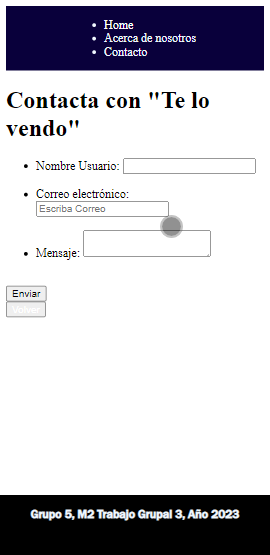 Home
Acerca de nosotros
Contacto
Contacta con "Te lo
vendo"
Nombre Usuario:
Correo electrónico:
Escriba Correo
Mensaje:
Enviar
Volver
Grupo 5, M2 Trabajo Grupal 3, Año 2023